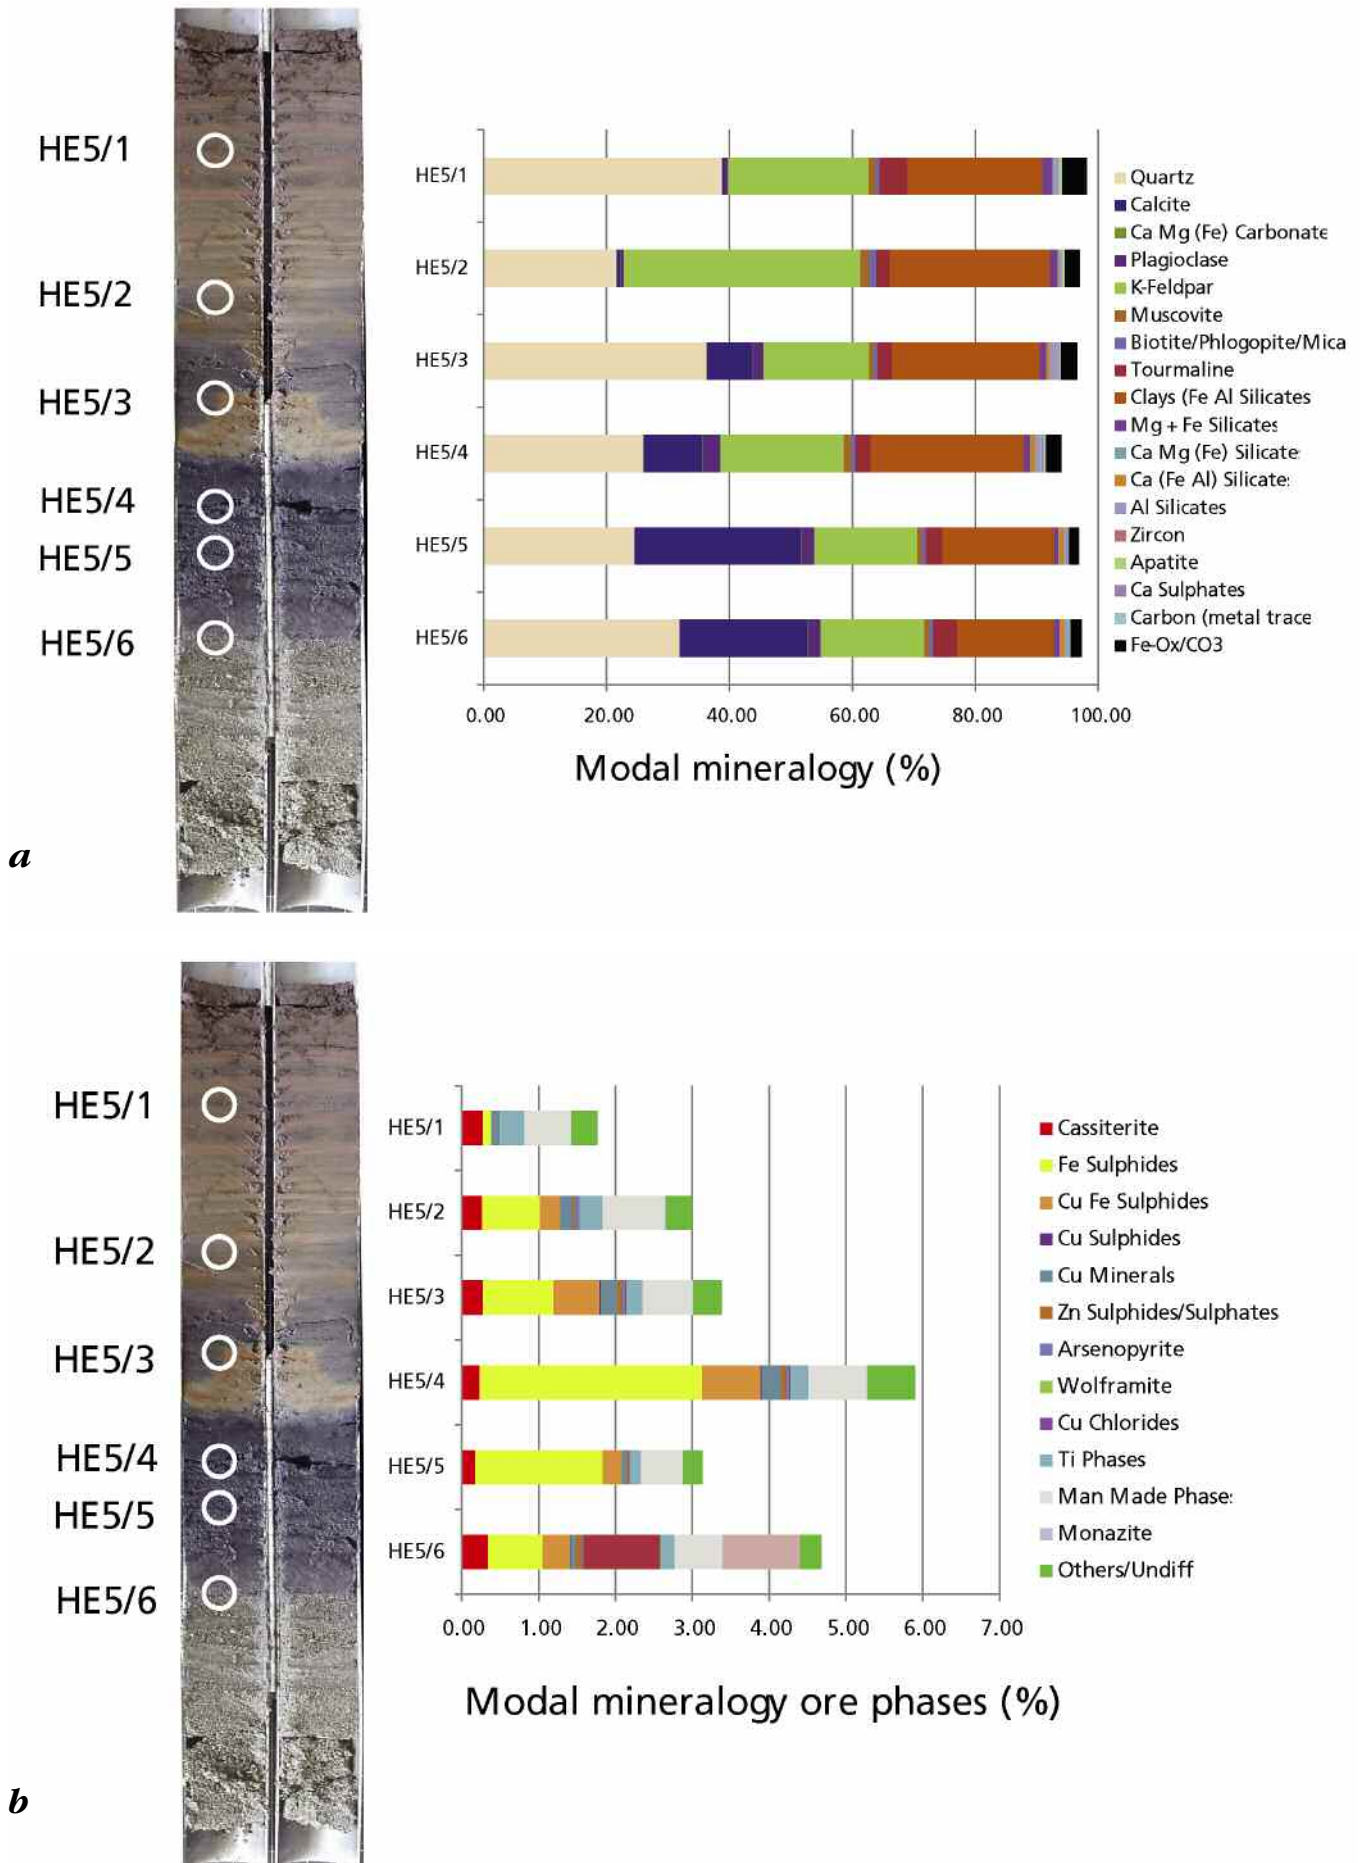 HE5/1
HE5/2
HE5/3
HE5/4
HE5/5
HE5/6
HE5/1
HE5/2
HE5/3
HE5/4
HE5/5
HE5/6
0.00 20.00 40.00 60.00 80.00 100.00
Modal mineralogy (%)
Quartz
Calcite
Ca Mg (Fe) Carbonate
Plagioclase
K-Feldpar
Muscovite
Biotite/Phlogopite/Mica
Tourmaline
Clays (Fe Al Silicates
Mg + Fe Silicates
Ca Mg (Fe) Silicate
Ca (Fe Al) Silicate:
Al Silicates
Zircon
Apatite
Ca Sulphates
Carbon (metal trace
Fe-Ox/CO3
a
HE5/1
HE5/2
HE5/3
HE5/4
HE5/5
HE5/6
HE5/1
HE5/2
HE5/3
HE5/4
HE5/5
HE5/6
0.00 1.00 2.00 3.00 4.00 5.00 6.00 7.00
Modal mineralogy ore phases (%)
Cassiterite
Fe Sulphides
Cu Fe Sulphides
Cu Sulphides
Cu Minerals
Zn Sulphides/Sulphates
Arsenopyrite
Wolframite
Cu Chlorides
Ti Phases
Man Made Phase:
Monazite
Others/Undiff
b